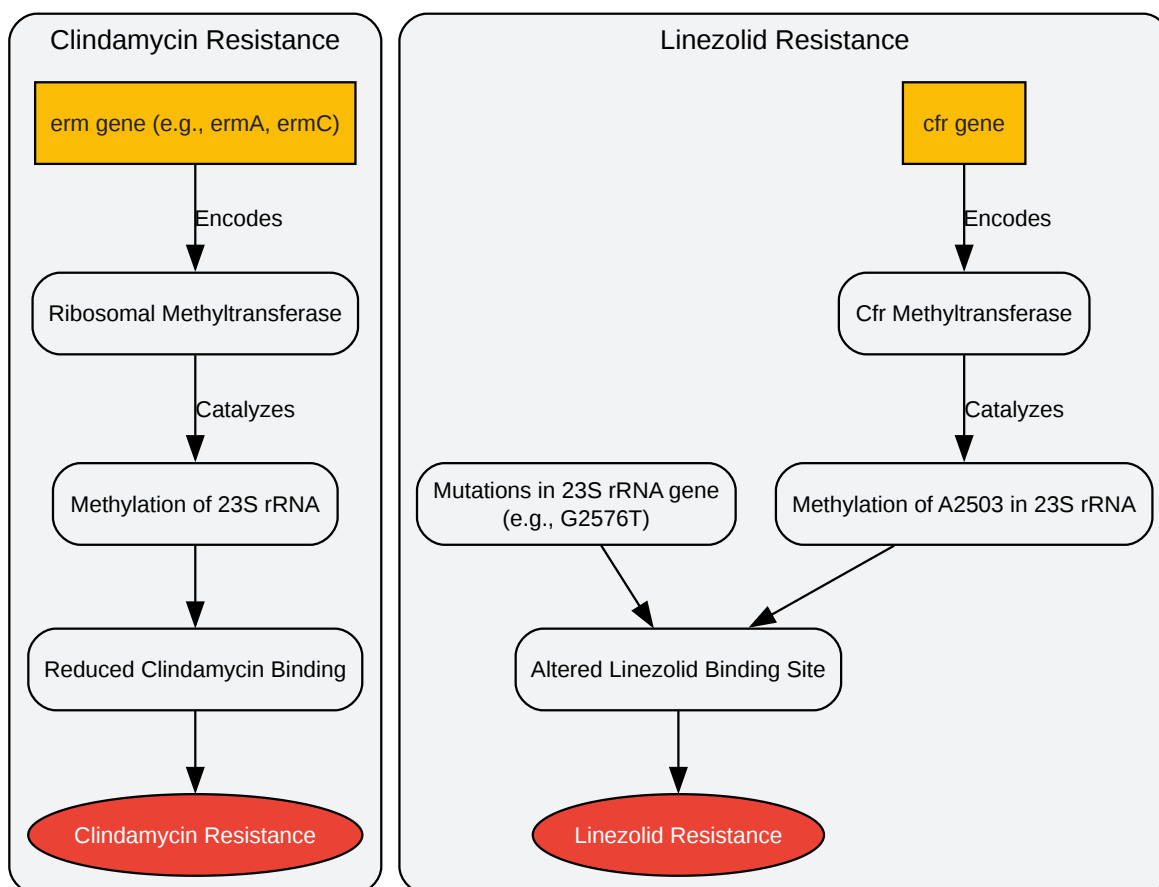 Clindamycin Resistance
erm gene (e.g., ermA, ermC)
Encodes
Ribosomal Methyltransferase
Catalyzes
Methylation of 23S rRNA
Reduced Clindamycin Binding
Clindamycin Resistance
Linezolid Resistance
cfr gene
Encodes
Cfr Methyltransferase
Catalyzes
Mutations in 23S rRNA gene
(e.g., G2576T)
Methylation of A2503 in 23S rRNA
Altered Linezolid Binding Site
Linezolid Resistance